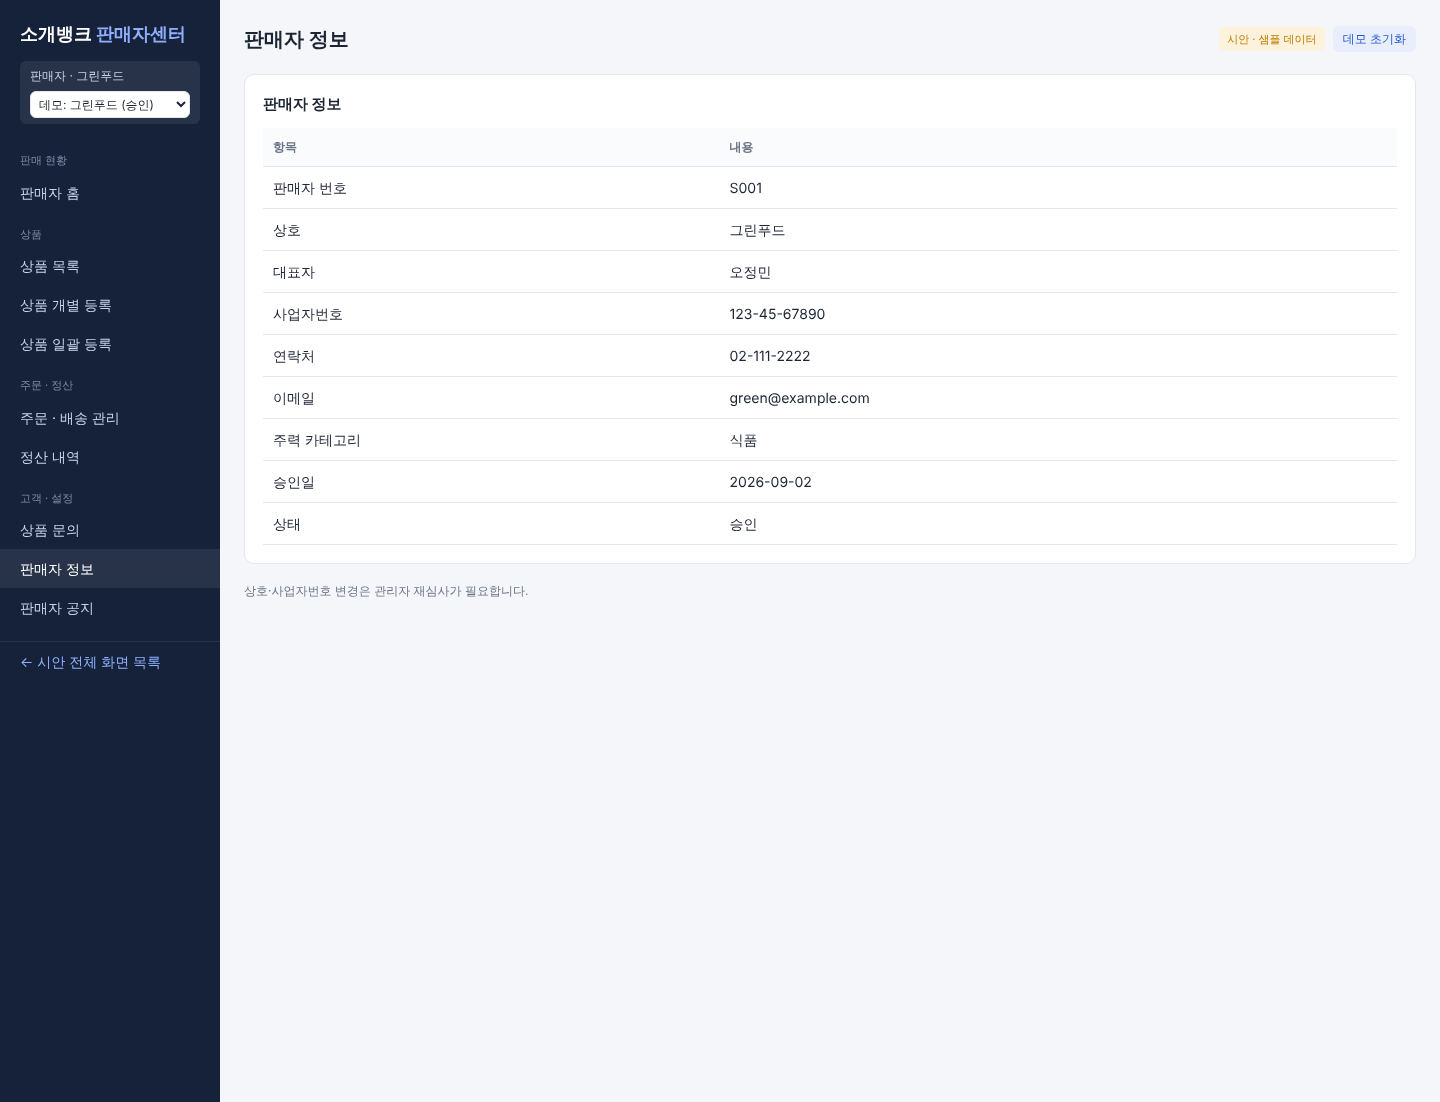 소개뱅크 판매자센터
판매자 · 그린푸드
데모: 그린푸드 (승인)
판매 현황
판매자 홈
상품
상품 목록
상품 개별 등록
상품 일괄 등록
주문 · 정산
주문 · 배송 관리
정산 내역
고객 · 설정
상품 문의
판매자 정보
판매자 공지
← 시안 전체 화면 목록
판매자 정보
시안 · 샘플 데이터
데모 초기화
판매자 정보
항목 내용
판매자 번호 S001
상호 그린푸드
대표자 오정민
사업자번호 123-45-67890
연락처 02-111-2222
이메일 green@example.com
주력 카테고리 식품
승인일 2026-09-02
상태 승인
상호·사업자번호 변경은 관리자 재심사가 필요합니다.